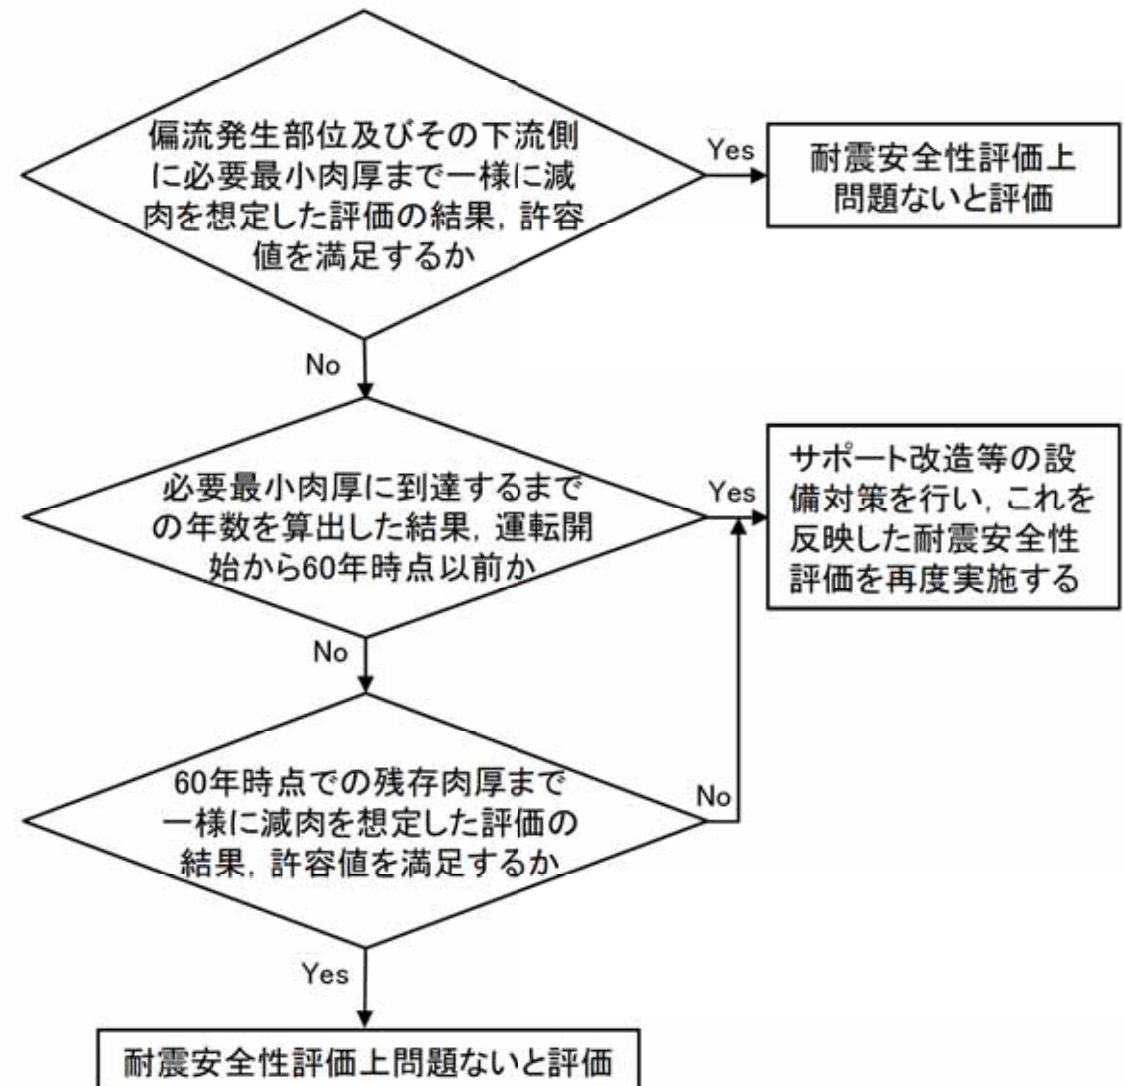 偏流発生部位及びその下流側
に必要最小肉厚まで一様に減
肉を想定した評価の結果，許容
値を満足するか
Yes
耐震安全性評価上
問題ないと評価
No
必要最小肉厚に到達するまで
の年数を算出した結果，運転開
始から60年時点以前か
Yes
サポート改造等の設
備対策を行い，これを
反映した耐震安全性
評価を再度実施する
No
60年時点での残存肉厚まで
一様に減肉を想定した評価の
結果，許容値を満足するか
No
Yes
耐震安全性評価上問題ないと評価